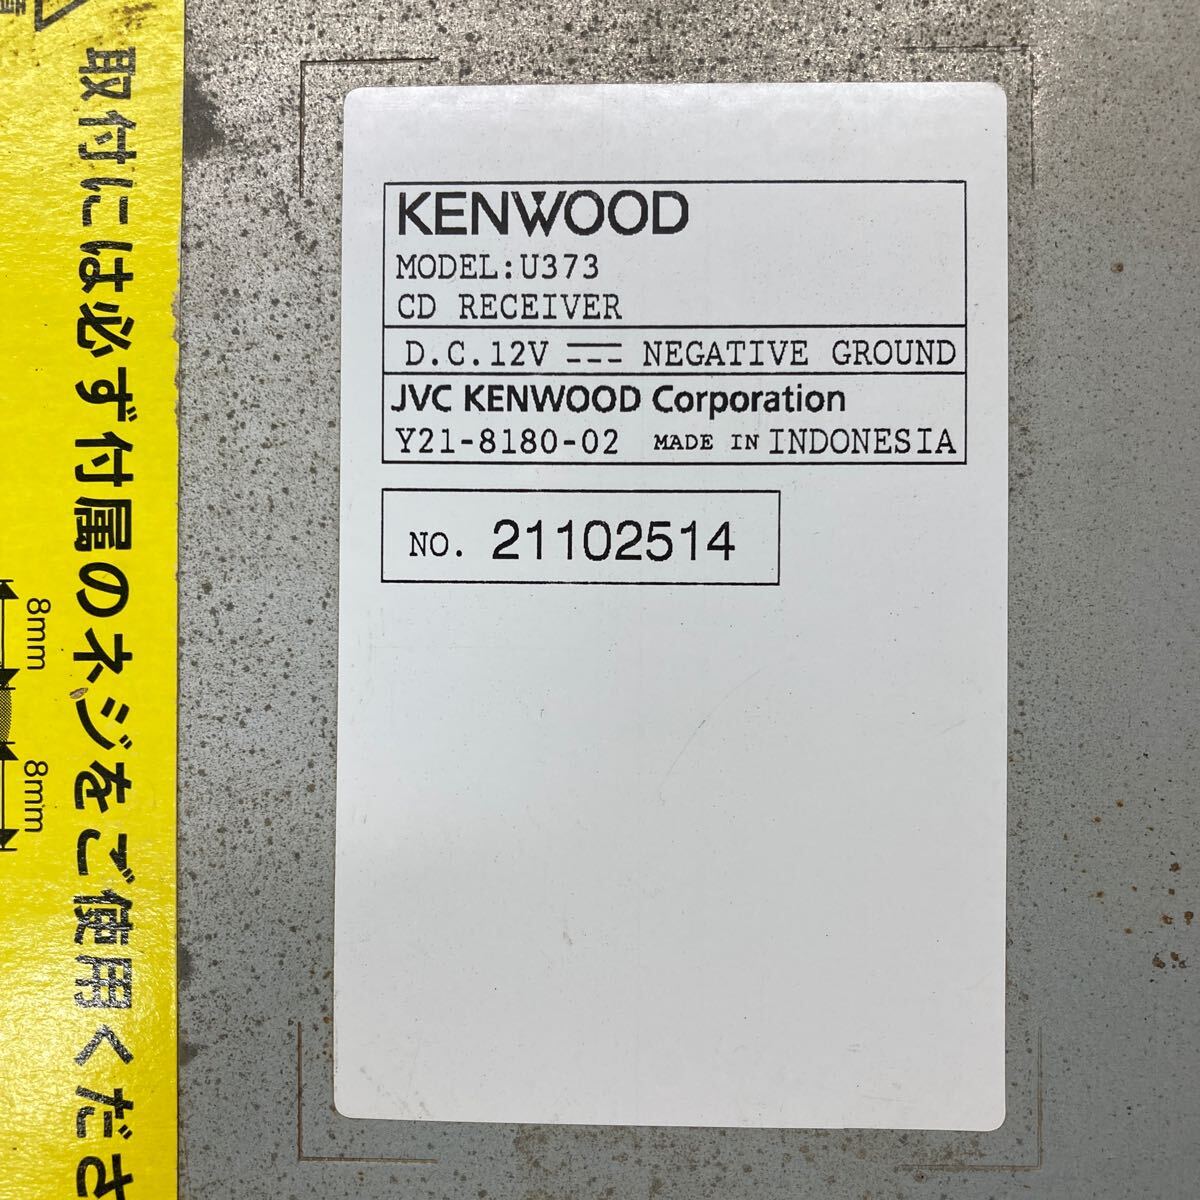 取付には必ず付属のネジをご使用くださ
8mm
8mm
KENWOOD
MODEL:U373
CD RECEIVER
D.C.12V NEGATIVE GROUND
JVC KENWOOD Corporation
Y21-8180-02 MADE IN INDONESIA
NO. 21102514